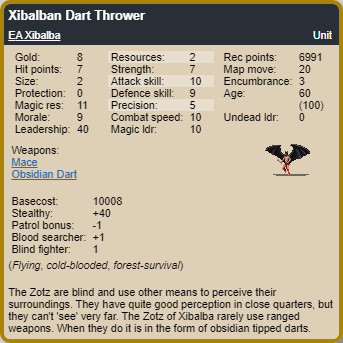 Xibalban Dart Thrower
EA Xibalba Unit
Gold: 8 Resources: 2 Rec points: 6991
Hit points: 7 Strength: 7 Map move: 20
Size: 2 Attack skill: 10 Encumbrance: 3
Protection: 0 Defence skill: 9 Age: 60
Magic res: 11 Precision: 5 (100)
Morale: 9 Combat speed: 10 Undead ldr: 0
Leadership: 40 Magic ldr: 10
Weapons:
Mace
Obsidian Dart
Basecost: 10008
Stealthy: +40
Patrol bonus: -1
Blood searcher: +1
Blind fighter: 1
(Flying, cold-blooded, forest-survival)
The Zotz are blind and use other means to perceive their
surroundings. They have quite good perception in close quarters, but
they can't 'see' very far. The Zotz of Xibalba rarely use ranged
weapons. When they do it is in the form of obsidian tipped darts.